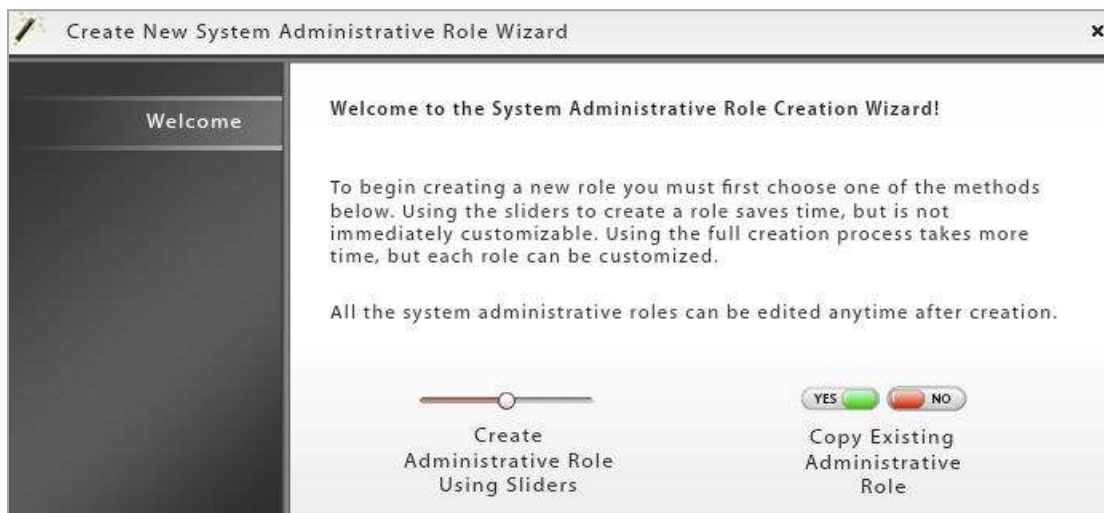 Create New System Administrative Role Wizard
Welcome
Welcome to the System Administrative Role Creation Wizard!
To begin creating a new role you must first choose one of the methods
below. Using the sliders to create a role saves time, but is not
immediately customizable. Using the full creation process takes more
time, but each role can be customized.
All the system administrative roles can be edited anytime after creation.
Create
Administrative Role
Using Sliders
YES NO
Copy Existing
Administrative
Role